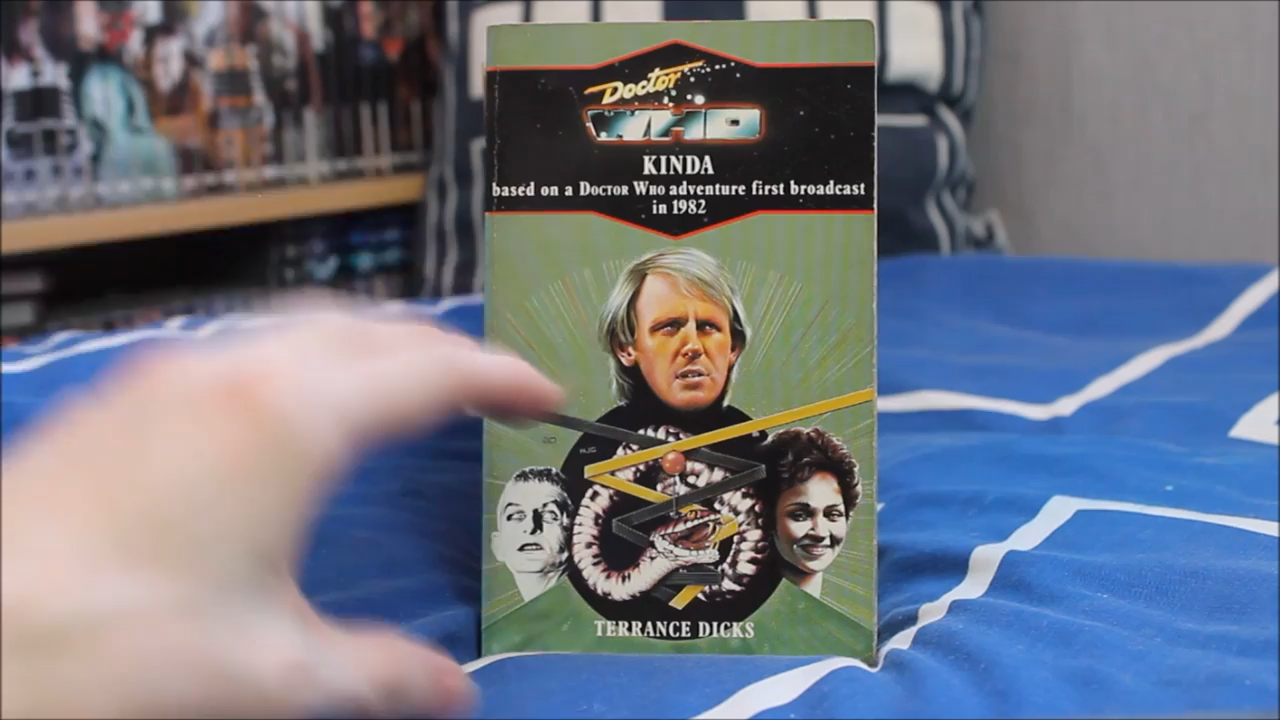 Doctor
WHO
KINDA
based on a DOCTOR WHO adventure first broadcast
in 1982
TERRANCE DICKS